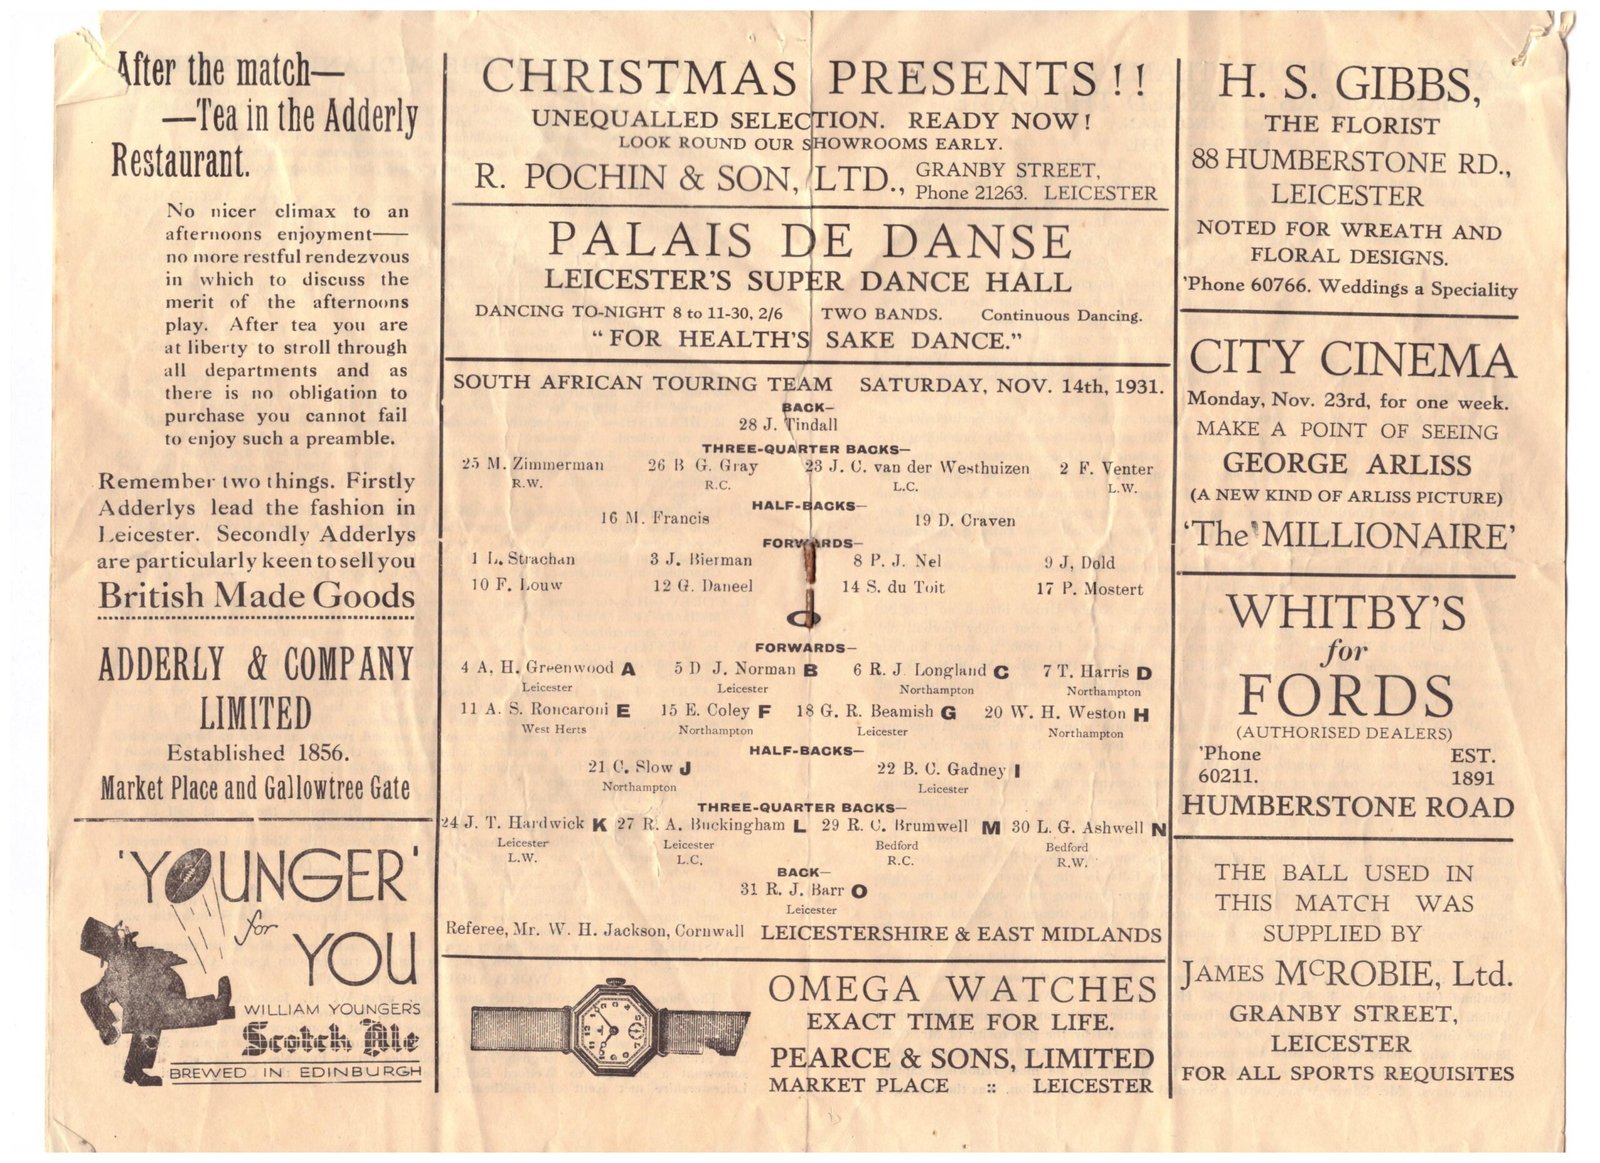 After the match—
—Tea in the Adderly
Restaurant.
No nicer climax to an
afternoons enjoyment—
no more restful rendezvous
in which to discuss the
merit of the afternoons
play. After tea you are
at liberty to stroll through
all departments and as
there is no obligation to
purchase you cannot fail
to enjoy such a preamble.
Remember two things. Firstly
Adderlys lead the fashion in
Leicester. Secondly Adderlys
are particularly keen to sell you
British Made Goods
ADDERLY & COMPANY
LIMITED
Established 1856.
Market Place and Gallowtree Gate
'YOUNGER'
for
YOU
WILLIAM YOUNGER'S
Scotch Ale
BREWED IN EDINBURGH
CHRISTMAS PRESENTS !!
UNEQUALLED SELECTION. READY NOW!
LOOK ROUND OUR SHOWROOMS EARLY.
R. POCHIN & SON, LTD., GRANBY STREET,
Phone 21263. LEICESTER
PALAIS DE DANSE
LEICESTER'S SUPER DANCE HALL
DANCING TO-NIGHT 8 to 11-30, 2/6 TWO BANDS. Continuous Dancing.
"FOR HEALTH'S SAKE DANCE."
SOUTH AFRICAN TOURING TEAM SATURDAY, NOV. 14th, 1931.
BACK—
28 J. Tindall
THREE-QUARTER BACKS—
25 M. Zimmerman 26 B G. Gray 23 J. C. van der Westhuizen 2 F. Venter
R.W. R.C. L.C. L.W.
HALF-BACKS—
16 M. Francis 19 D. Craven
FORWARDS—
1 L. Strachan 3 J. Bierman 8 P. J. Nel 9 J, Dold
10 F. Louw 12 G. Daneel 14 S. du Toit 17 P. Mostert
FORWARDS—
4 A. H. Greenwood A 5 D J. Norman B 6 R. J Longland C 7 T. Harris D
Leicester Leicester Northampton Northampton
11 A. S. Roncaroni E 15 E. Coley F 18 G. R. Beamish G 20 W. H. Weston H
West Herts Northampton Leicester Northampton
HALF-BACKS—
21 C. Slow J 22 B. C. Gadney I
Northampton Leicester
THREE-QUARTER BACKS—
24 J. T. Hardwick K 27 R. A. Buckingham L 29 R. C. Brumwell M 30 L. G. Ashwell N
Leicester Leicester Bedford Bedford
L.W. L.C. R.C. R.W.
BACK—
31 R. J. Barr O
Leicester
Referee, Mr. W. H. Jackson, Cornwall LEICESTERSHIRE & EAST MIDLANDS
OMEGA WATCHES
EXACT TIME FOR LIFE.
PEARCE & SONS, LIMITED
MARKET PLACE :: LEICESTER
H. S. GIBBS,
THE FLORIST
88 HUMBERSTONE RD.,
LEICESTER
NOTED FOR WREATH AND
FLORAL DESIGNS.
'Phone 60766. Weddings a Speciality
CITY CINEMA
Monday, Nov. 23rd, for one week.
MAKE A POINT OF SEEING
GEORGE ARLISS
(A NEW KIND OF ARLISS PICTURE)
'The MILLIONAIRE'
WHITBY'S
for
FORDS
(AUTHORISED DEALERS)
'Phone EST.
60211. 1891
HUMBERSTONE ROAD
THE BALL USED IN
THIS MATCH WAS
SUPPLIED BY
JAMES McROBIE, Ltd.
GRANBY STREET,
LEICESTER
FOR ALL SPORTS REQUISITES